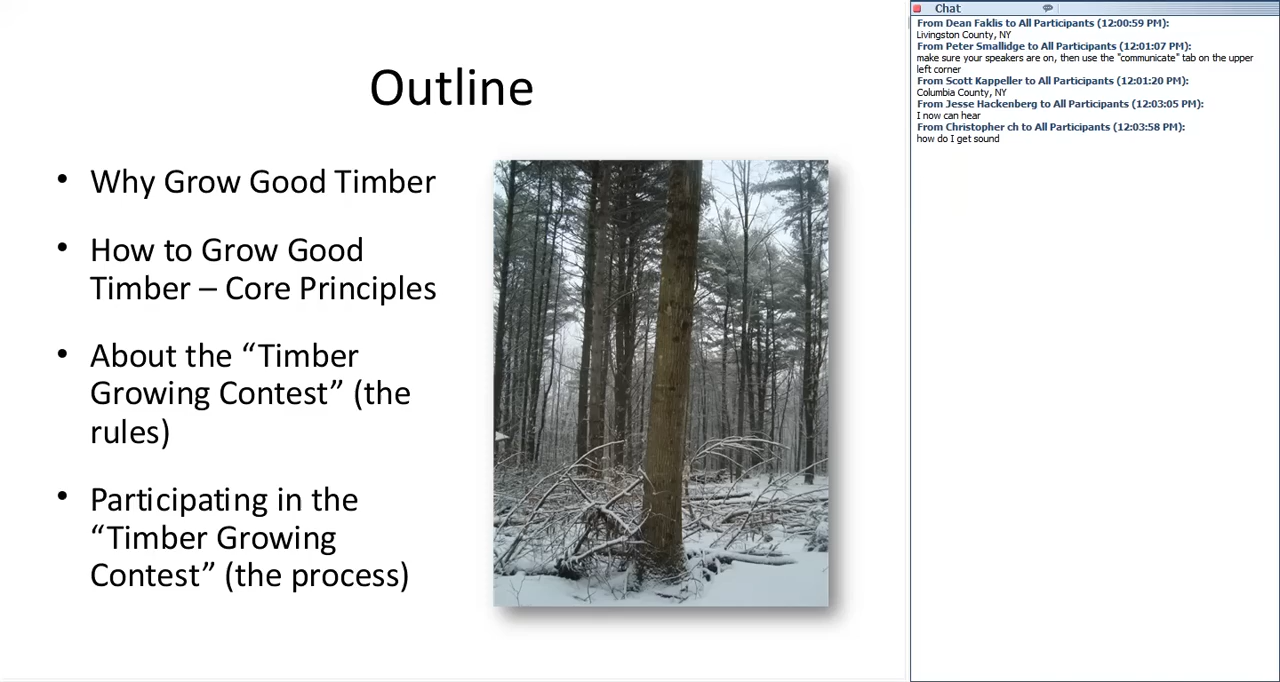 Outline
• Why Grow Good Timber
• How to Grow Good
Timber – Core Principles
• About the “Timber
Growing Contest” (the
rules)
• Participating in the
“Timber Growing
Contest” (the process)
Chat
From Dean Faklis to All Participants (12:00:59 PM):
Livingston County, NY
From Peter Smallidge to All Participants (12:01:07 PM):
make sure your speakers are on, then use the "communicate" tab on the upper
left corner
From Scott Kappeller to All Participants (12:01:20 PM):
Columbia County, NY
From Jesse Hackenberg to All Participants (12:03:05 PM):
I now can hear
From Christopher ch to All Participants (12:03:58 PM):
how do I get sound